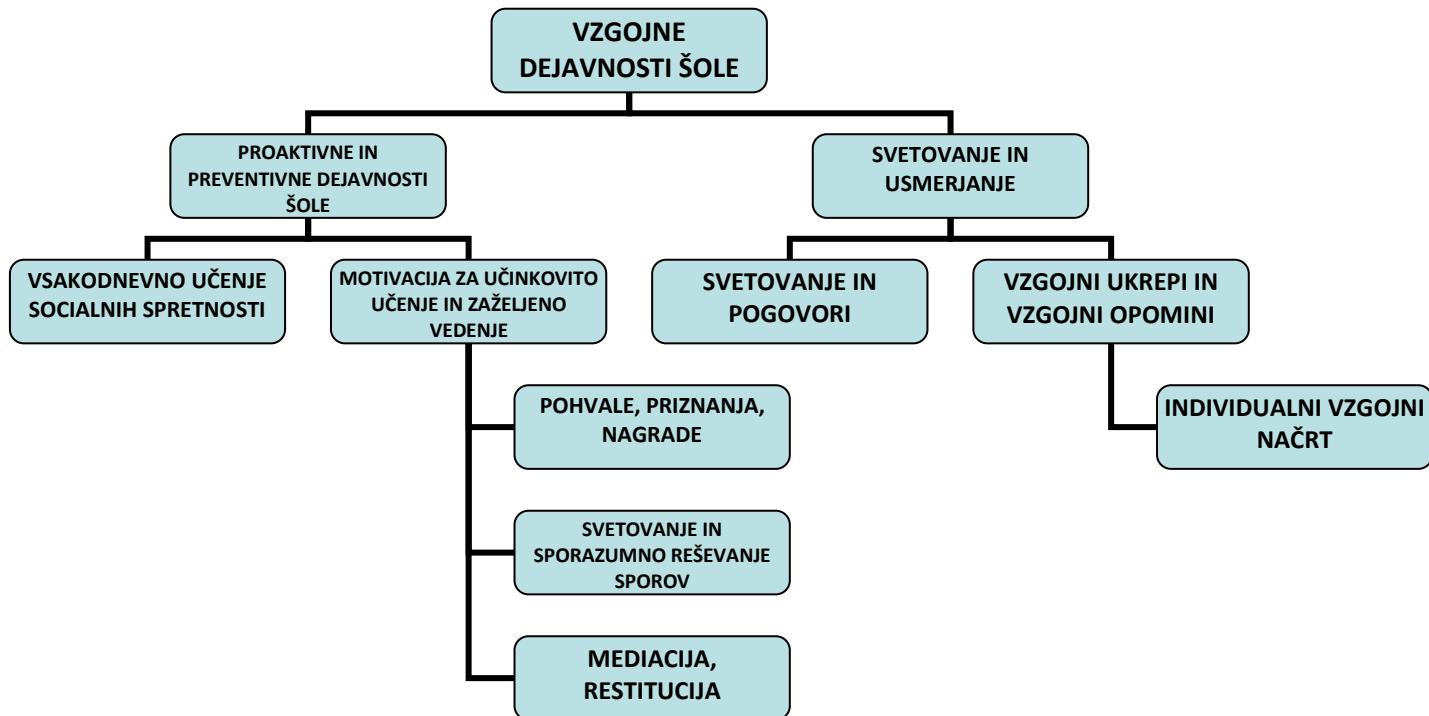 VZGOJNE
DEJAVNOSTI ŠOLE
PROAKTIVNE IN
PREVENTIVNE DEJAVNOSTI
ŠOLE
SVETOVANJE IN
USMERJANJE
VSAKODNEVNO UČENJE
SOCIALNIH SPRETNOSTI
MOTIVACIJA ZA UČINKOVITO
UČENJE IN ZAŽELJENO
VEDENJE
SVETOVANJE IN
POGOVORI
VZGOJNI UKREPI IN
VZGOJNI OPOMINI
POHVALE, PRIZNANJA,
NAGRADE
INDIVIDUALNI VZGOJNI
NAČRT
SVETOVANJE IN
SPORAZUMNO REŠEVANJE
SPOROV
MEDIACIJA,
RESTITUCIJA